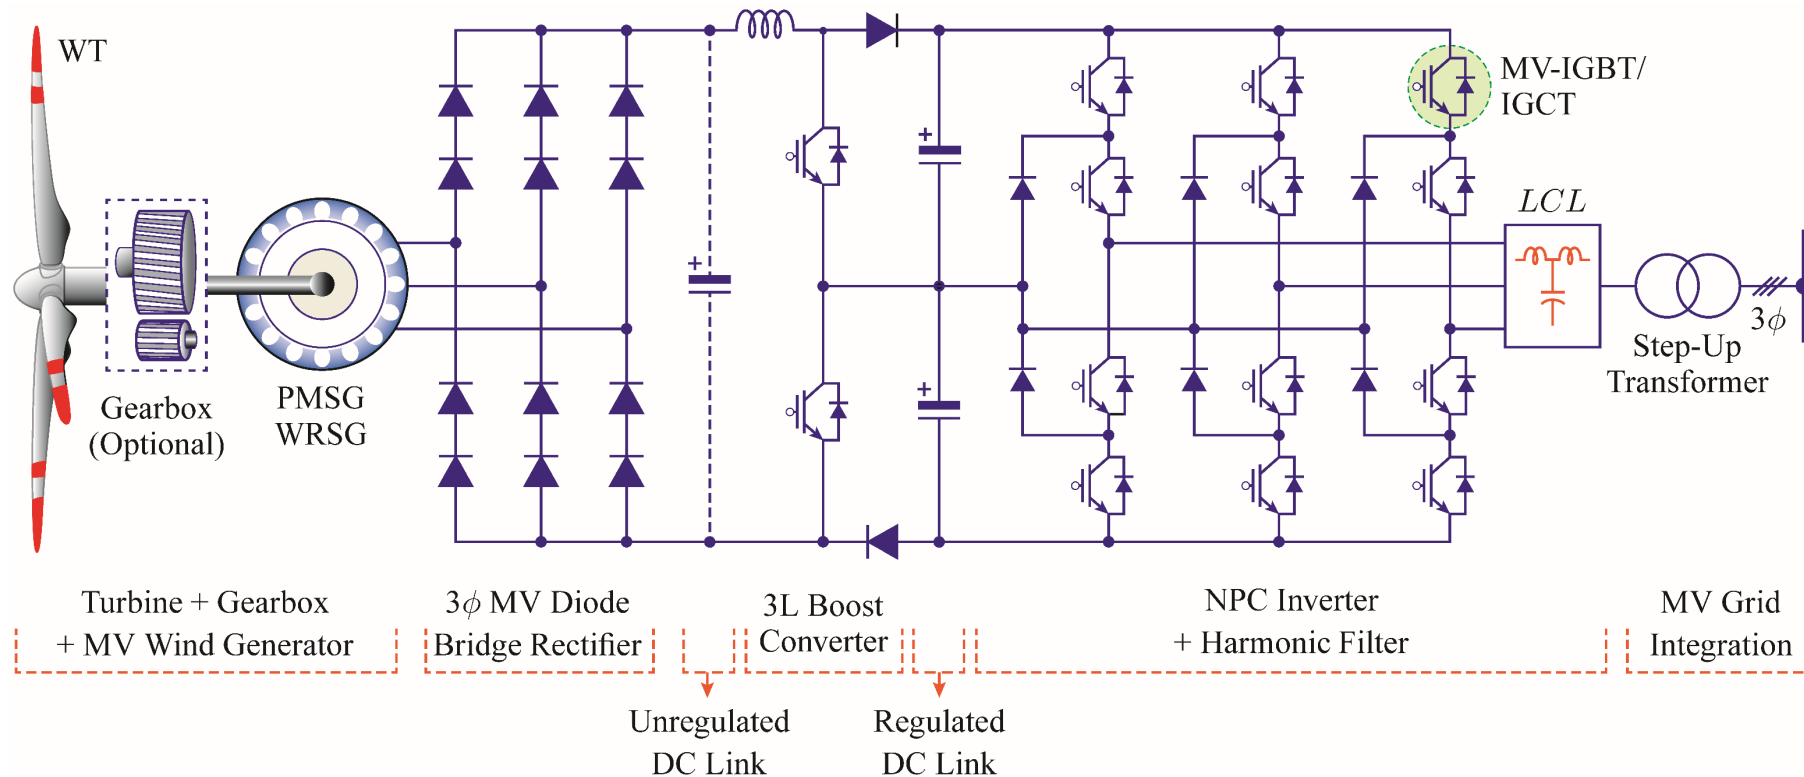 WT
MV-IGBT/
IGCT
LCL
Gearbox
(Optional)
PMSG
WRSG
3ϕ
Step-Up
Transformer
Turbine + Gearbox
+ MV Wind Generator
3ϕ MV Diode
Bridge Rectifier
3L Boost
Converter
NPC Inverter
+ Harmonic Filter
MV Grid
Integration
Unregulated
DC Link
Regulated
DC Link